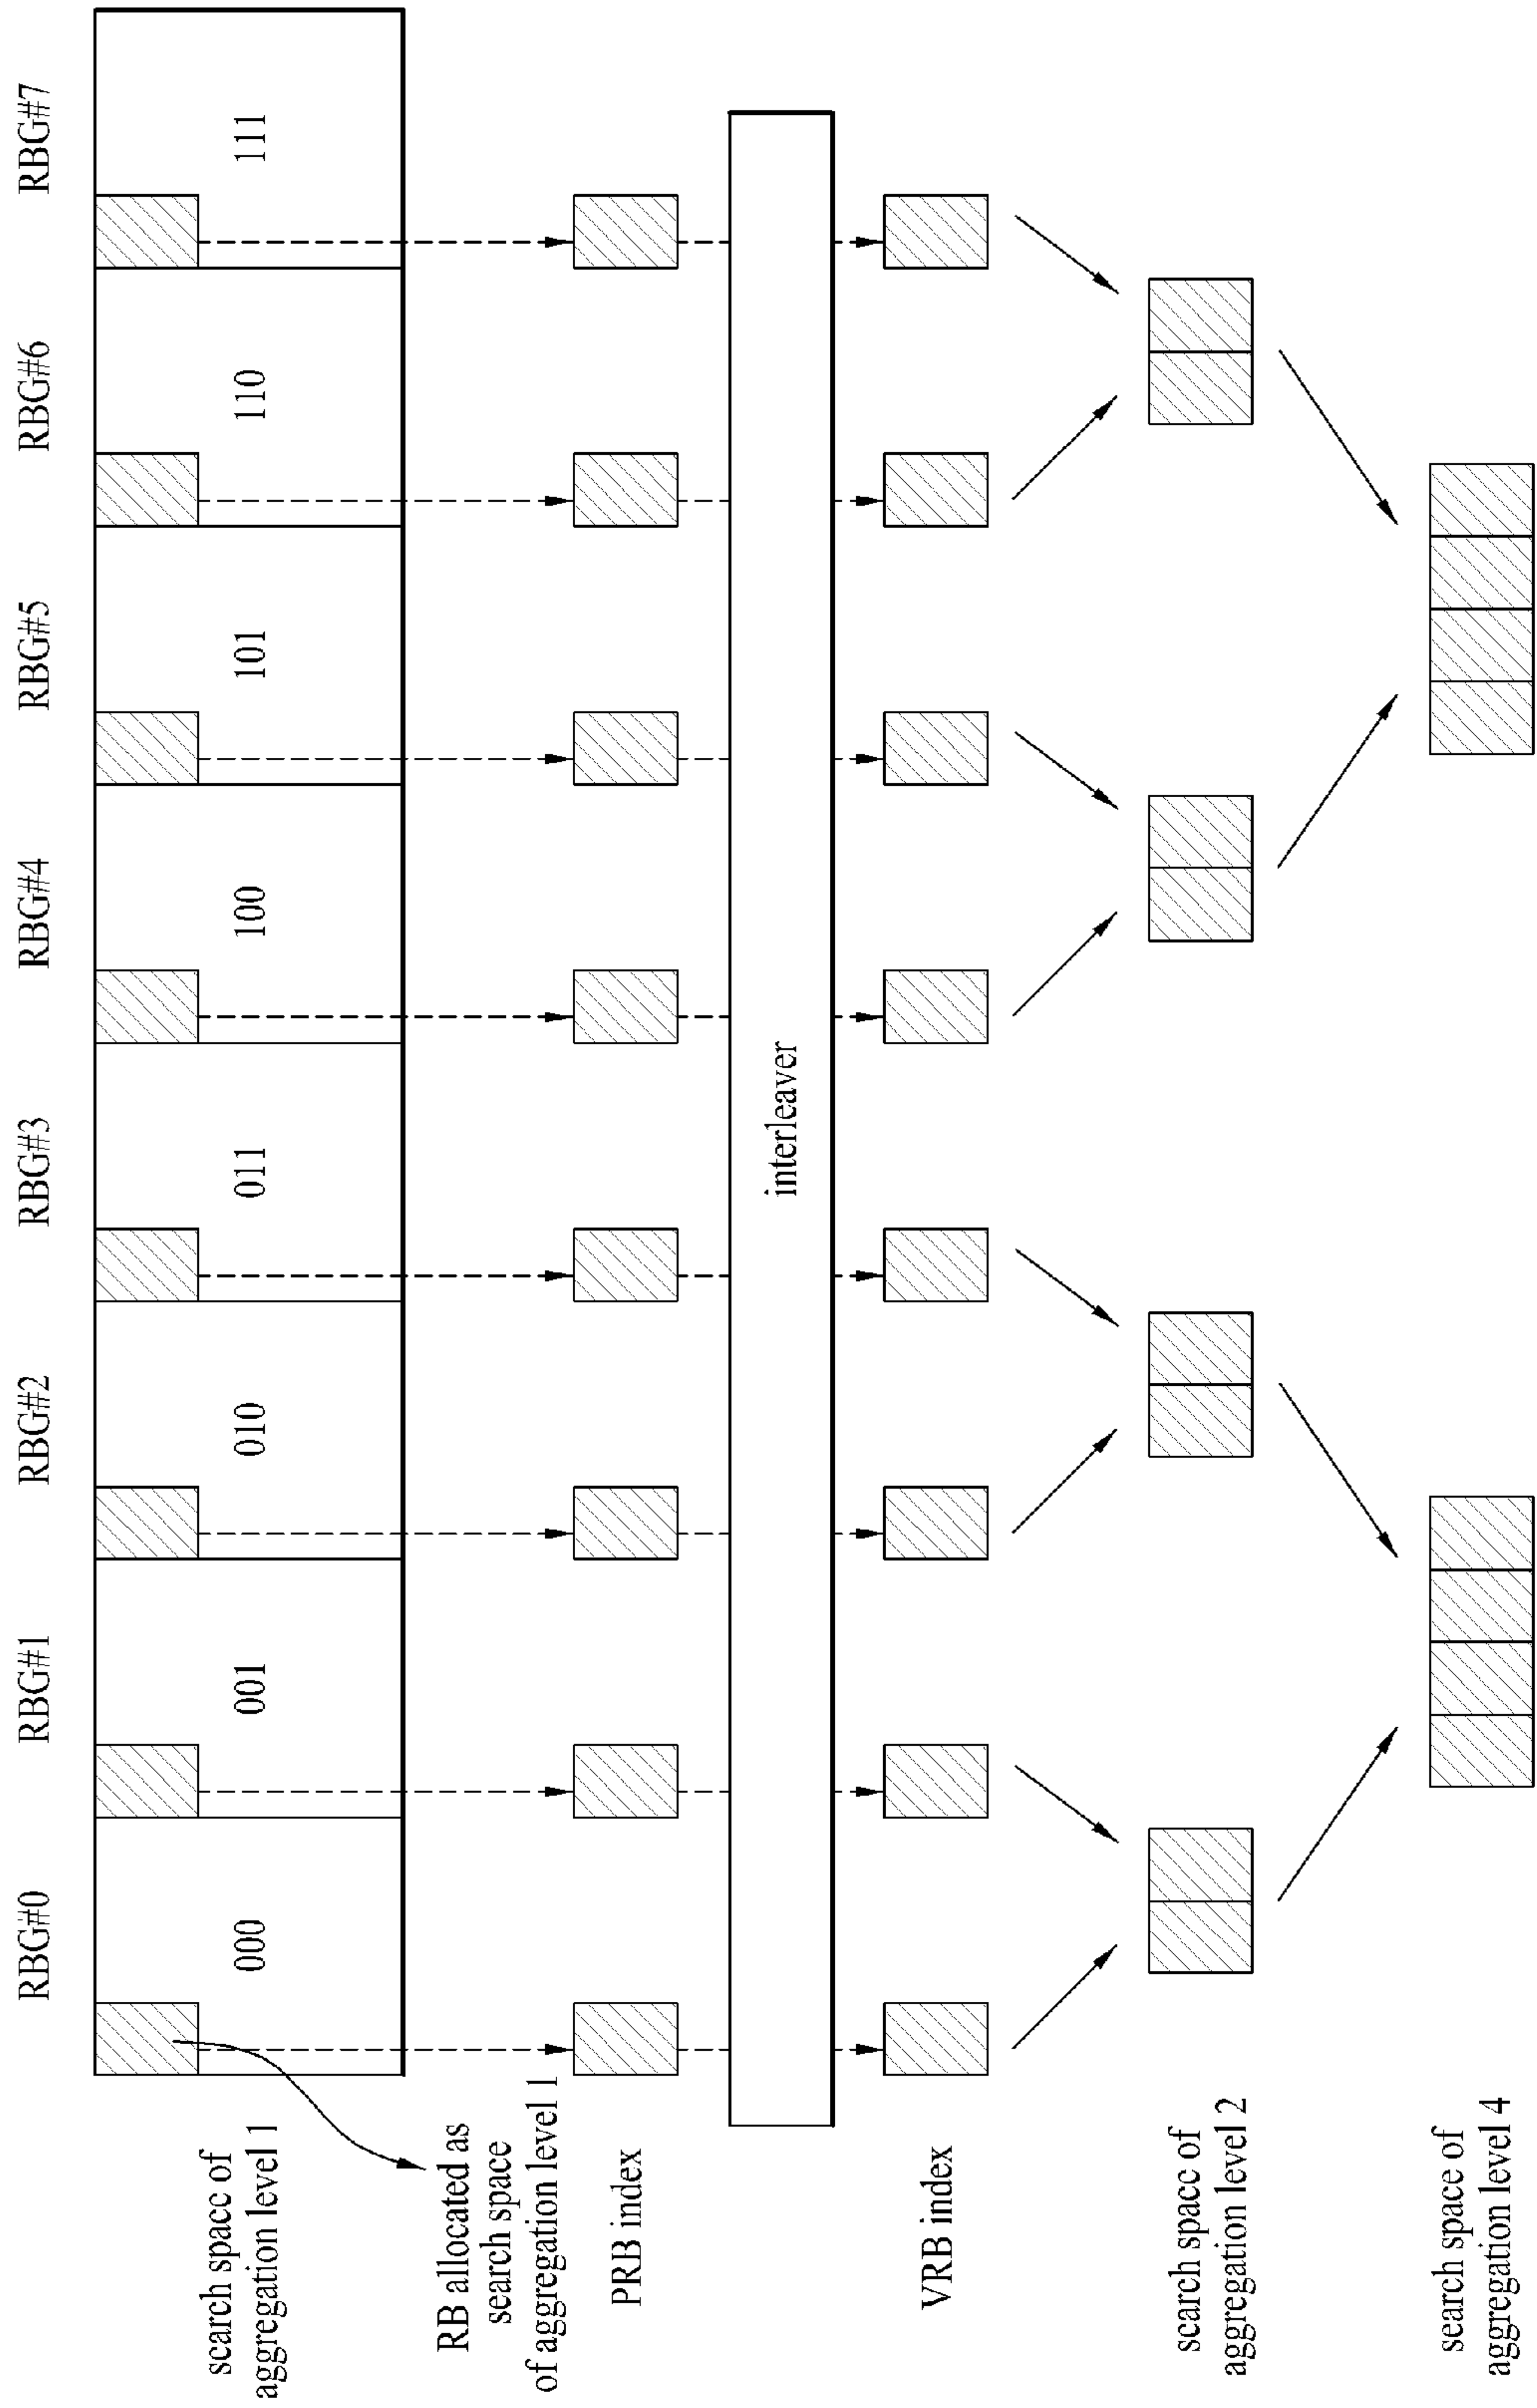 RBG#0 RBG#1 RBG#2 RBG#3 RBG#4 RBG#5 RBG#6 RBG#7
search space of
aggregation level 1
000 001 010 011 100 101 110 111
RB allocated as
search space
of aggregation level 1
PRB index
interleaver
VRB index
search space of
aggregation level 2
search space of
aggregation level 4